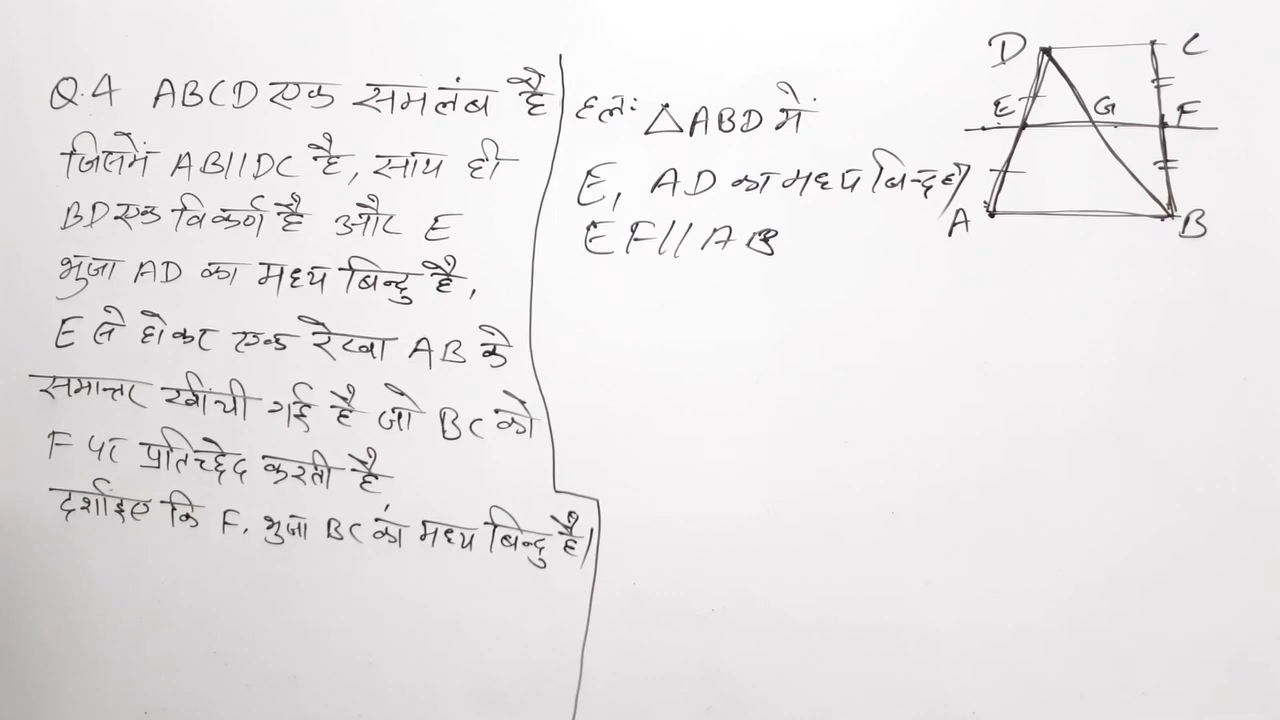 Q.4 ABCD एक समलंब है
जिसमें AB||DC है, साथ ही
BD एक विकर्ण है और E
भुजा AD का मध्य बिन्दु है,
E से होकर एक रेखा AB के
समान्तर खींची गई है जो BC को
F पर प्रतिच्छेद करती है
दर्शाइए कि F, भुजा BC का मध्य बिन्दु है।
हलः △ABD में
E, AD का मध्य बिन्दु है
EF//AB
D C
E G F
A B